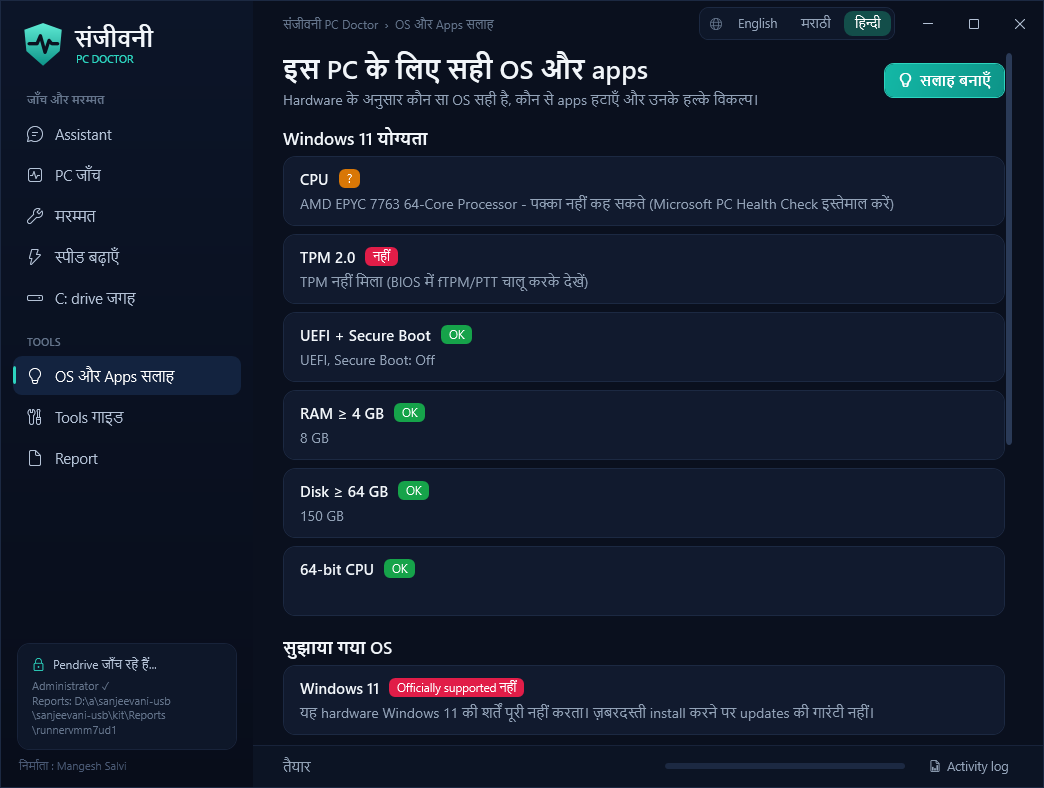 संजीवनी
PC DOCTOR
जाँच और मरम्मत
Assistant
PC जाँच
मरम्मत
स्पीड बढ़ाएँ
C: drive जगह
TOOLS
OS और Apps सलाह
Tools गाइड
Report
Pendrive जाँच रहे हैं...
Administrator ✓
Reports: D:\a\sanjeevani-usb
\sanjeevani-usb\kit\Reports
\runnervmm7ud1
निर्माता : Mangesh Salvi
संजीवनी PC Doctor › OS और Apps सलाह
English मराठी हिन्दी
इस PC के लिए सही OS और apps
Hardware के अनुसार कौन सा OS सही है, कौन से apps हटाएँ और उनके हल्के विकल्प।
सलाह बनाएँ
Windows 11 योग्यता
CPU ?
AMD EPYC 7763 64-Core Processor - पक्का नहीं कह सकते (Microsoft PC Health Check इस्तेमाल करें)
TPM 2.0 नहीं
TPM नहीं मिला (BIOS में fTPM/PTT चालू करके देखें)
UEFI + Secure Boot OK
UEFI, Secure Boot: Off
RAM ≥ 4 GB OK
8 GB
Disk ≥ 64 GB OK
150 GB
64-bit CPU OK
सुझाया गया OS
Windows 11 Officially supported नहीं
यह hardware Windows 11 की शर्तें पूरी नहीं करता। ज़बरदस्ती install करने पर updates की गारंटी नहीं।
तैयार
Activity log